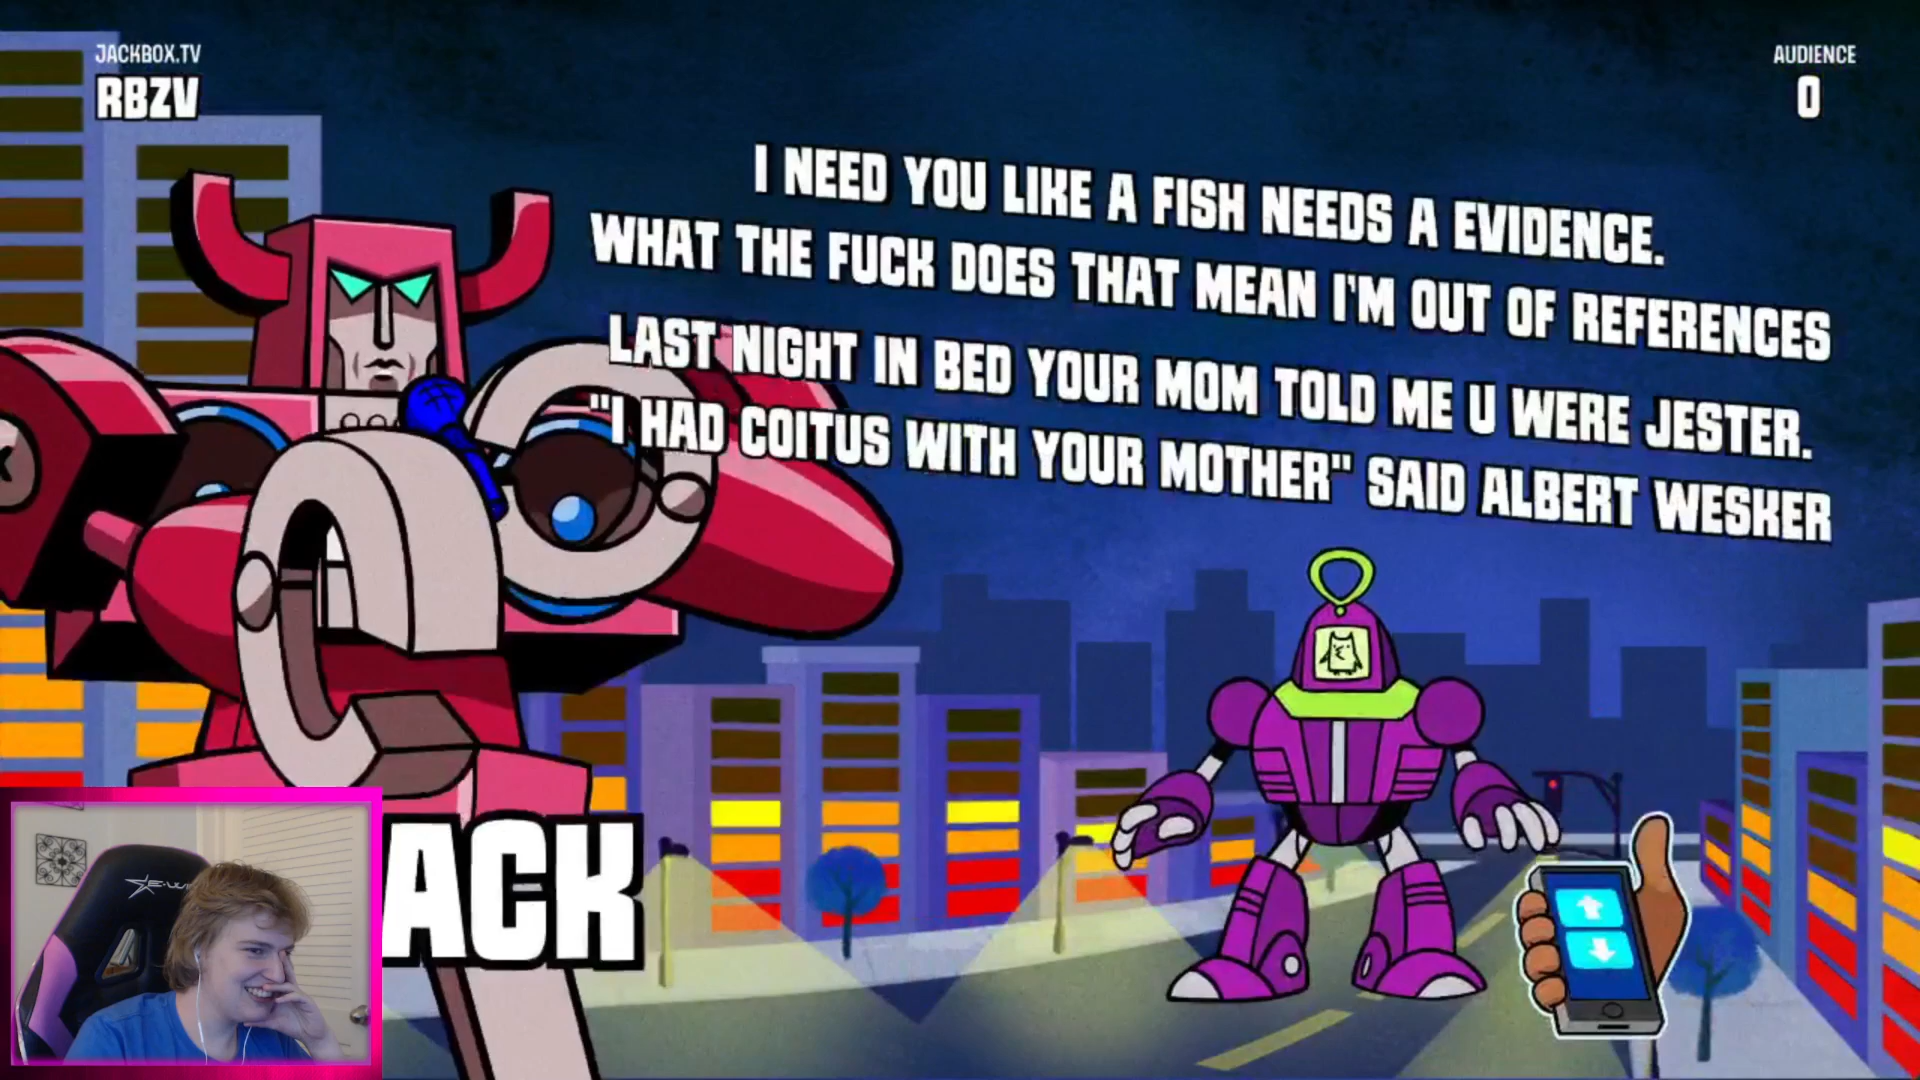 JACKBOX.TV
RBZV
AUDIENCE
0
I NEED YOU LIKE A FISH NEEDS A EVIDENCE.
WHAT THE FUCK DOES THAT MEAN I'M OUT OF REFERENCES
LAST NIGHT IN BED YOUR MOM TOLD ME U WERE JESTER.
"I HAD COITUS WITH YOUR MOTHER" SAID ALBERT WESKER
ACK